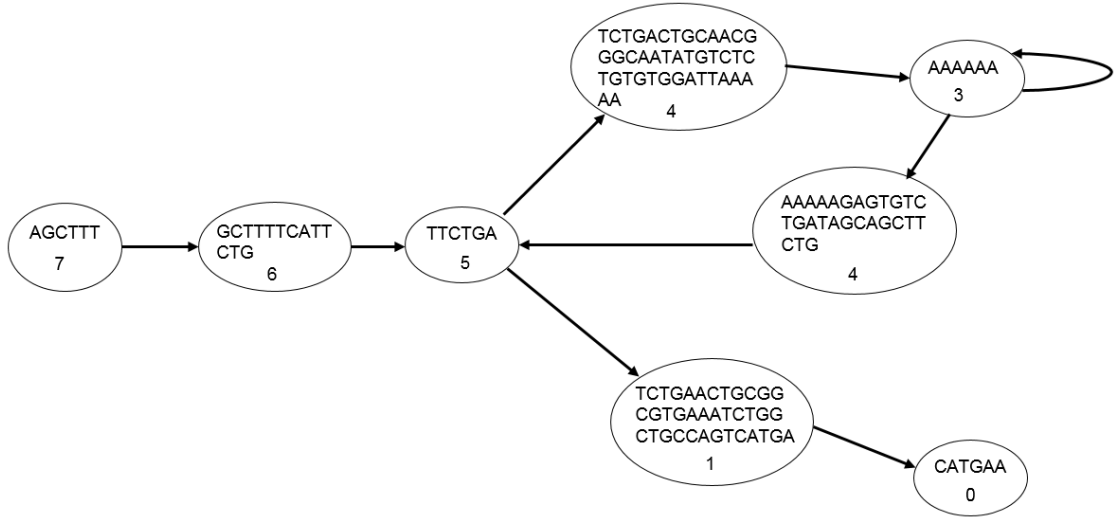 AGCTTT
7
GCTTTTCATT
CTG
6
TTCTGA
5
TCTGACTGCAACG
GGCAATATGTCTC
TGTGTGGATTAAA
AA
4
AAAAAA
3
AAAAAGAGTGTC
TGATAGCAGCTT
CTG
4
TCTGAACTGCGG
CGTGAAATCTGG
CTGCCAGTCATGA
1
CATGAA
0